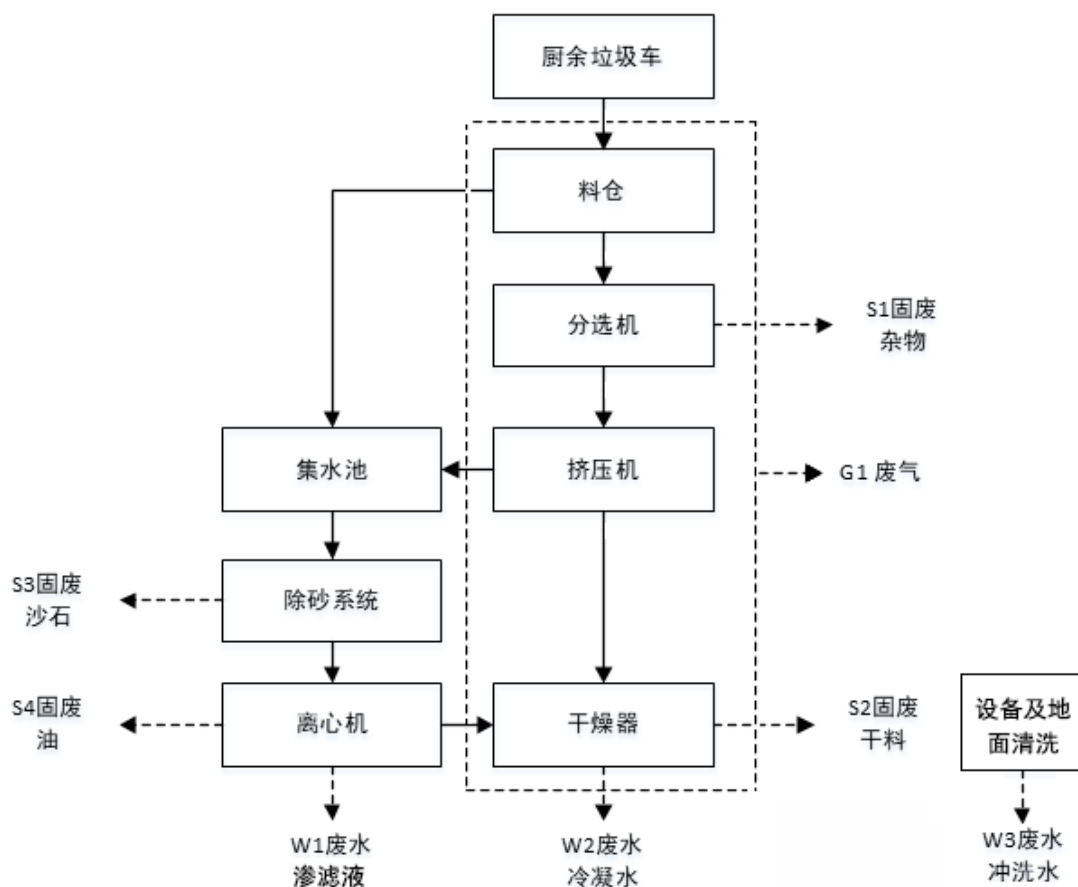 厨余垃圾车
料仓
分选机
S1固废
杂物
集水池
挤压机
G1 废气
S3固废
沙石
除砂系统
S4固废
油
离心机
干燥器
S2固废
干料
设备及地
面清洗
W1废水
渗滤液
W2废水
冷凝水
W3废水
冲洗水